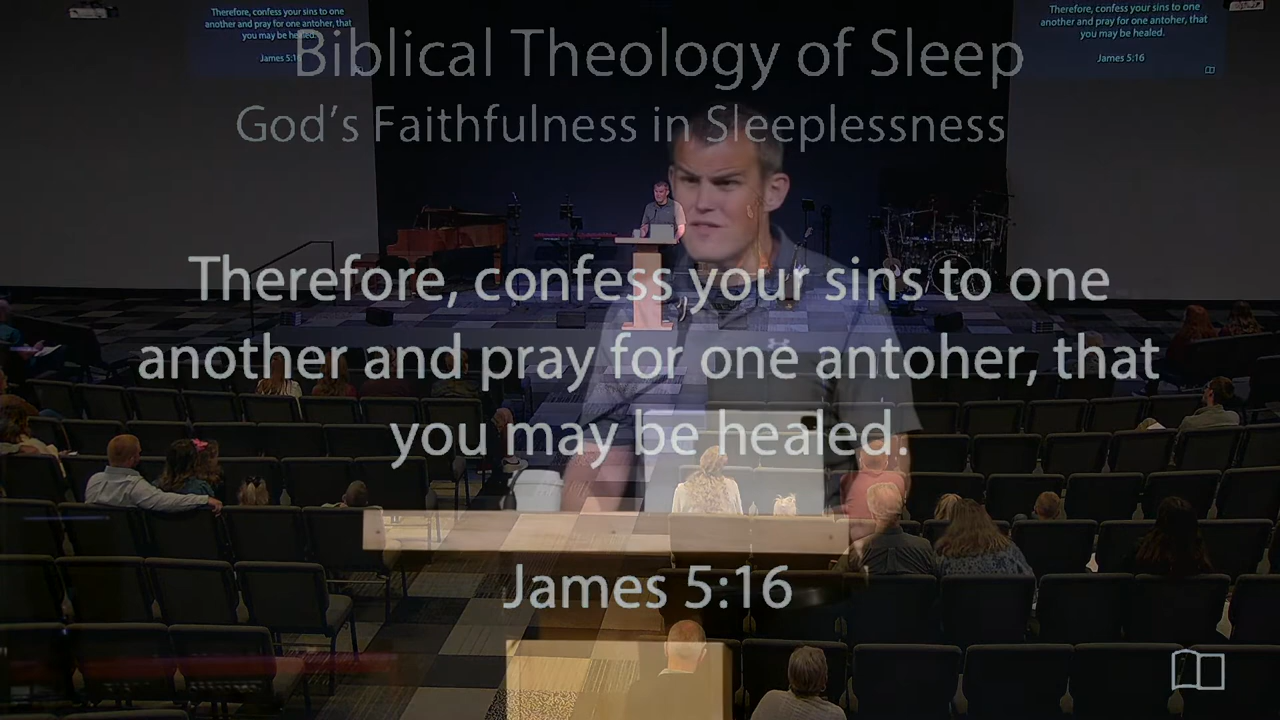 Therefore, confess your sins to one
another and pray for one antoher, that
you may be healed.
James 5:16
Therefore, confess your sins to one
another and pray for one antoher, that
you may be healed.
James 5:16
Biblical Theology of Sleep
God's Faithfulness in Sleeplessness
Therefore, confess your sins to one
another and pray for one antoher, that
you may be healed.
James 5:16